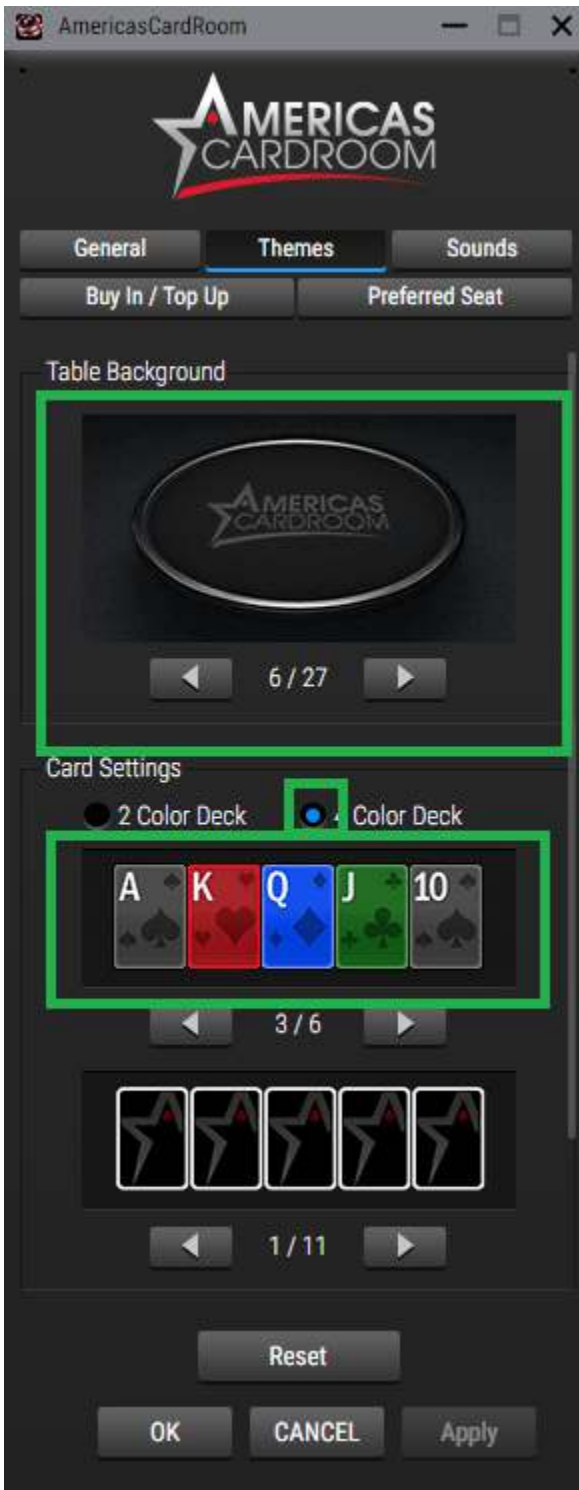 AmericasCardRoom
AMERICAS
CARDROOM
General Themes Sounds
Buy In / Top Up Preferred Seat
Table Background
AMERICAS
CARDROOM
6 / 27
Card Settings
2 Color Deck Color Deck
A K Q J 10
3 / 6
1 / 11
Reset
OK CANCEL Apply